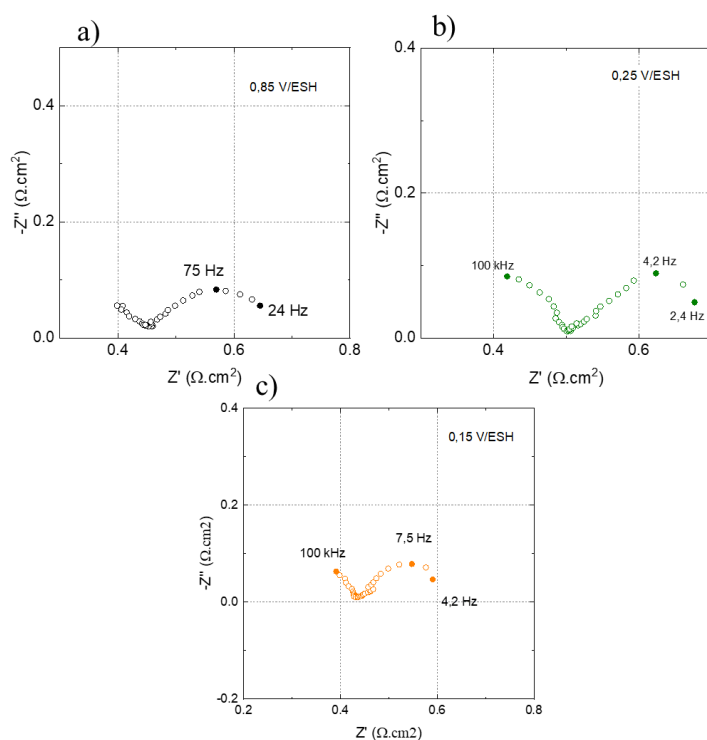 a)
0,85 V/ESH
0.4
0.2
0.0
-Z'' (Ω.cm²)
75 Hz
24 Hz
0.4
0.6
0.8
Z' (Ω.cm²)
b)
0,25 V/ESH
0.4
0.2
0.0
-Z'' (Ω.cm²)
100 kHz
4,2 Hz
2,4 Hz
0.4
0.6
Z' (Ω.cm²)
c)
0,15 V/ESH
0.4
0.2
0.0
-0.2
-Z'' (Ω.cm2)
100 kHz
7,5 Hz
4,2 Hz
0.2
0.4
0.6
0.8
Z' (Ω.cm2)